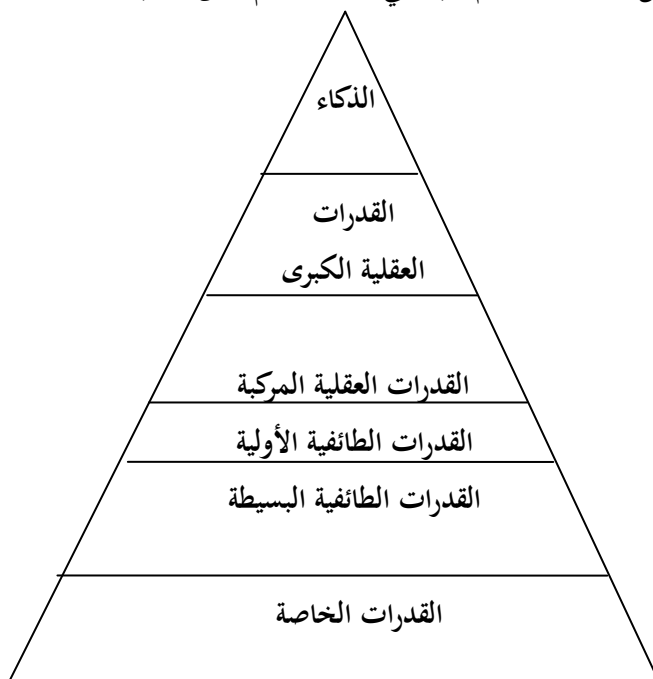 الذكاء
القدرات
العقلية الكبرى
القدرات العقلية المركبة
القدرات الطائفية الأولية
القدرات الطائفية البسيطة
القدرات الخاصة